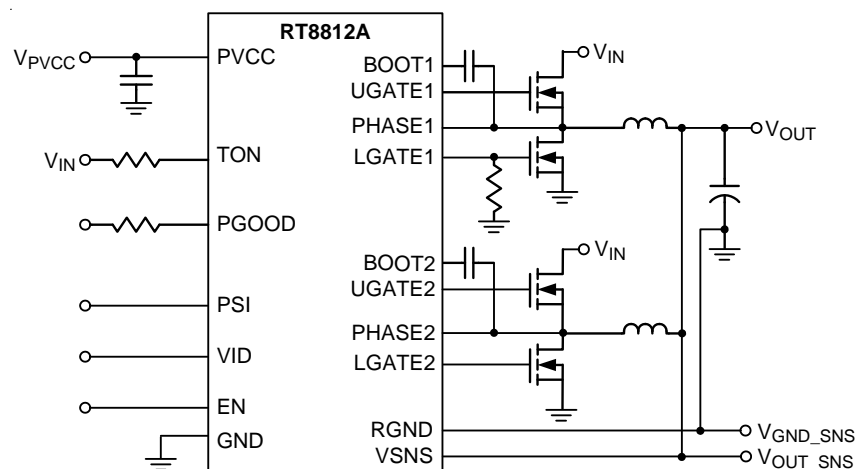 RT8812A
VPVCC
PVCC
BOOT1
VIN
UGATE1
PHASE1
VOUT
VIN
TON
LGATE1
PGOOD
BOOT2
VIN
UGATE2
PSI
PHASE2
VID
LGATE2
EN
RGND
VGND_SNS
GND
VSNS
VOUT_SNS